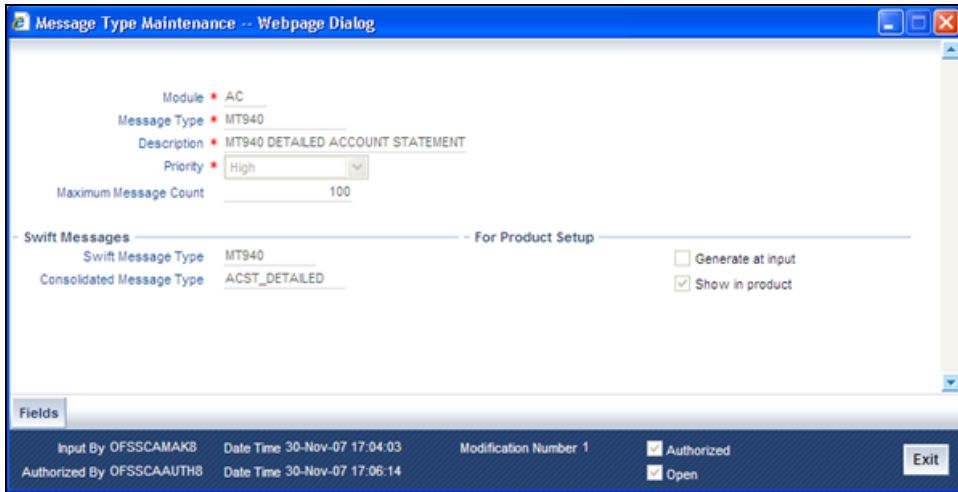 Message Type Maintenance -- Webpage Dialog
Module * AC
Message Type * MT940
Description * MT940 DETAILED ACCOUNT STATEMENT
Priority * High
Maximum Message Count 100
Swift Messages
For Product Setup
Swift Message Type MT940
Generate at input
Consolidated Message Type ACST_DETAILED
Show in product
Fields
Input By OFSSCAMAK8 Date Time 30-Nov-07 17:04:03 Modification Number 1 Authorized
Authorized By OFSSCAAUTH8 Date Time 30-Nov-07 17:06:14 Open
Exit